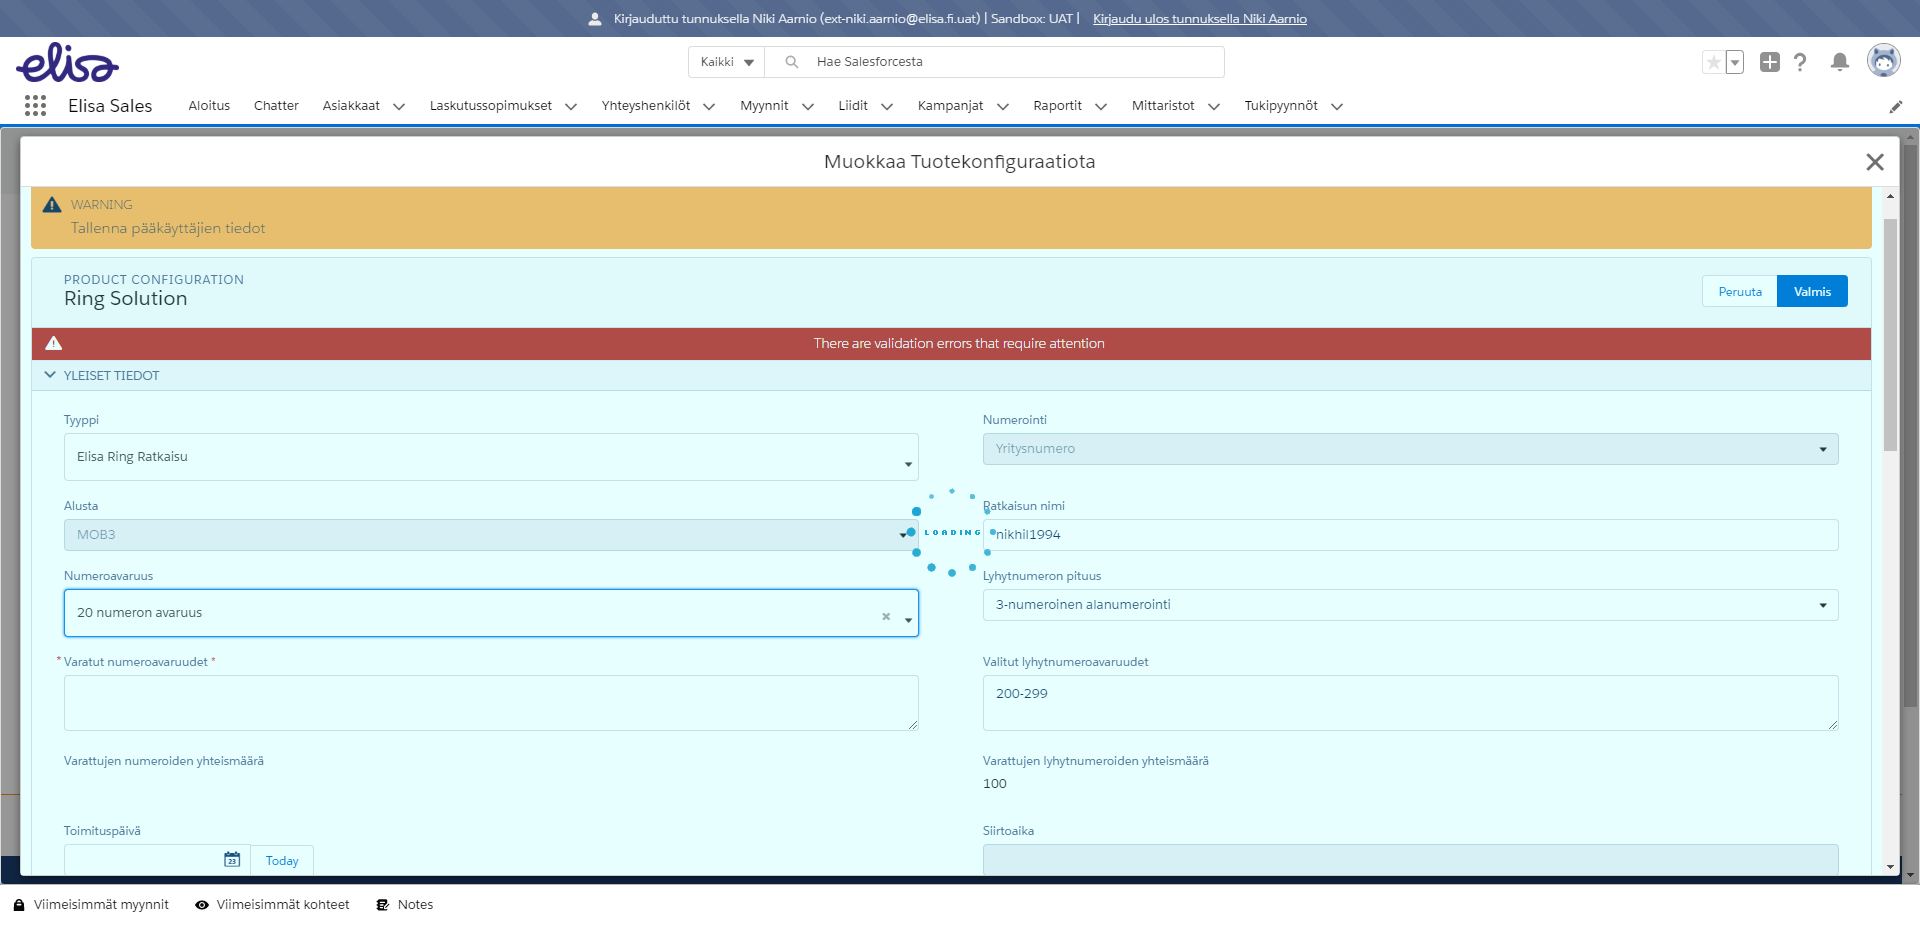 Kirjauduttu tunnuksella Niki Aarnio (ext-niki.aarnio@elisa.fi.uat) | Sandbox: UAT | Kirjaudu ulos tunnuksella Niki Aarnio
elisa
Kaikki
Hae Salesforcesta
Elisa Sales
Aloitus
Chatter
Asiakkaat
Laskutussopimukset
Yhteyshenkilöt
Myynnit
Liidit
Kampanjat
Raportit
Mittaristot
Tukipyynnöt
Muokkaa Tuotekonfiguraatiota
WARNING
Tallenna pääkäyttäjien tiedot
PRODUCT CONFIGURATION
Ring Solution
Peruuta
Valmis
There are validation errors that require attention
YLEISET TIEDOT
Tyyppi
Elisa Ring Ratkaisu
Numerointi
Yritysnumero
Alusta
MOB3
Ratkaisun nimi
nikhil1994
LOADING
Numeroavaruus
20 numeron avaruus
Lyhytnumeron pituus
3-numeroinen alanumerointi
* Varatut numeroavaruudet *
Valitut lyhytnumeroavaruudet
200-299
Varattujen numeroiden yhteismäärä
Varattujen lyhytnumeroiden yhteismäärä
100
Toimituspäivä
23
Today
Siirtoaika
Viimeisimmät myynnit
Viimeisimmät kohteet
Notes